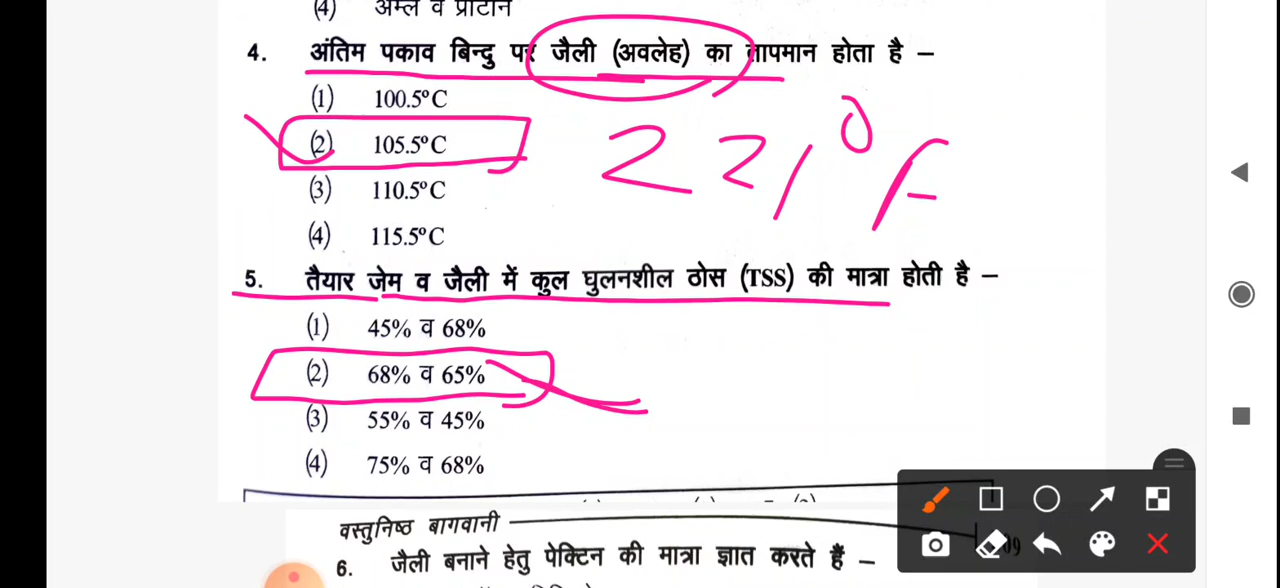 (4) अम्ल व प्रोटीन
4. अंतिम पकाव बिन्दु पर जैली (अवलेह) का तापमान होता है –
(1) 100.5°C
(2) 105.5°C
221°F
(3) 110.5°C
(4) 115.5°C
5. तैयार जेम व जैली में कुल घुलनशील ठोस (TSS) की मात्रा होती है –
(1) 45% व 68%
(2) 68% व 65%
(3) 55% व 45%
(4) 75% व 68%
वस्तुनिष्ठ बागवानी
09
6. जैली बनाने हेतु पेक्टिन की मात्रा ज्ञात करते हैं –